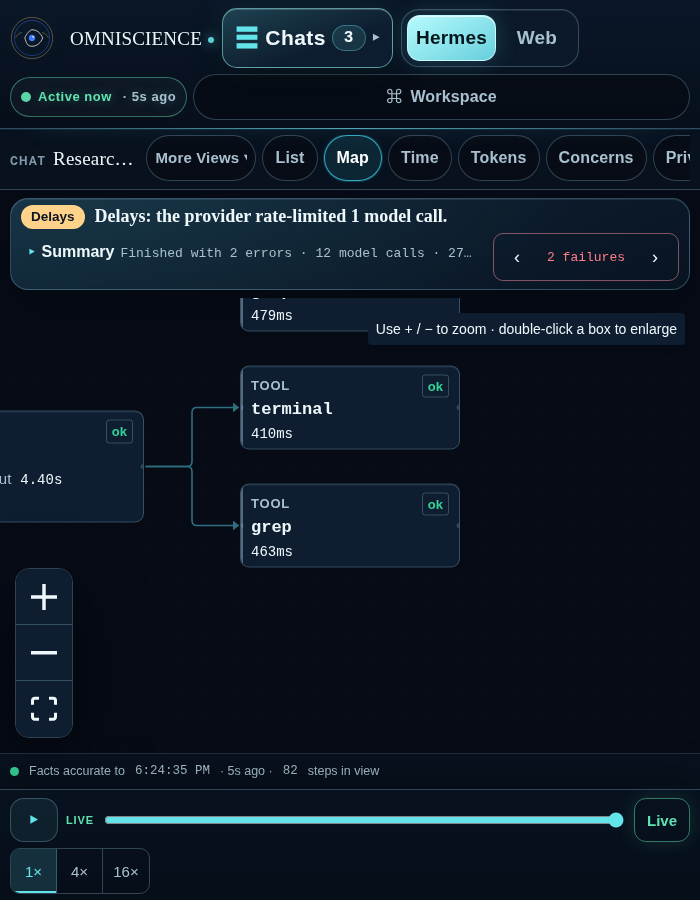 OMNISCIENCE
Chats 3
Hermes
Web
Active now · 5s ago
⌘ Workspace
CHAT Researc…
More Views
List
Map
Time
Tokens
Concerns
Delays
Delays: the provider rate-limited 1 model call.
Summary Finished with 2 errors · 12 model calls · 27…
‹ 2 failures ›
479ms
Use + / − to zoom · double-click a box to enlarge
TOOL
ok
terminal
410ms
ok
4.40s
TOOL
ok
grep
463ms
Facts accurate to 6:24:35 PM · 5s ago · 82 steps in view
LIVE
Live
1× 4× 16×